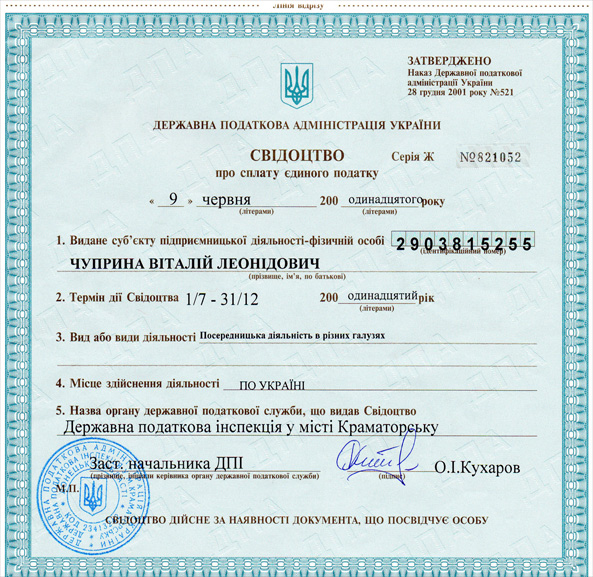 Лінія відрізу
ЗАТВЕРДЖЕНО
Наказ Державної податкової
адміністрації України
28 грудня 2001 року №521
ДЕРЖАВНА ПОДАТКОВА АДМІНІСТРАЦІЯ УКРАЇНИ
СВІДОЦТВО Серія Ж №821052
про сплату єдиного податку
« 9 » червня 200 одинадцятого року
(літерами) (літерами)
1. Видане суб’єкту підприємницької діяльності-фізичній особі 2903815255
(ідентифікаційний номер)
ЧУПРИНА ВІТАЛІЙ ЛЕОНІДОВИЧ
(прізвище, ім’я, по батькові)
2. Термін дії Свідоцтва 1/7 - 31/12 200 одинадцятий рік
(літерами)
3. Вид або види діяльності Посередницька діяльність в різних галузях
4. Місце здійснення діяльності ПО УКРАЇНІ
5. Назва органу державної податкової служби, що видав Свідоцтво
Державна податкова інспекція у місті Краматорську
Заст. начальника ДПІ О.І.Кухаров
(прізвище, ініціали керівника органу державної податкової служби) (підпис)
М.П.
СВІДОЦТВО ДІЙСНЕ ЗА НАЯВНОСТІ ДОКУМЕНТА, ЩО ПОСВІДЧУЄ ОСОБУ